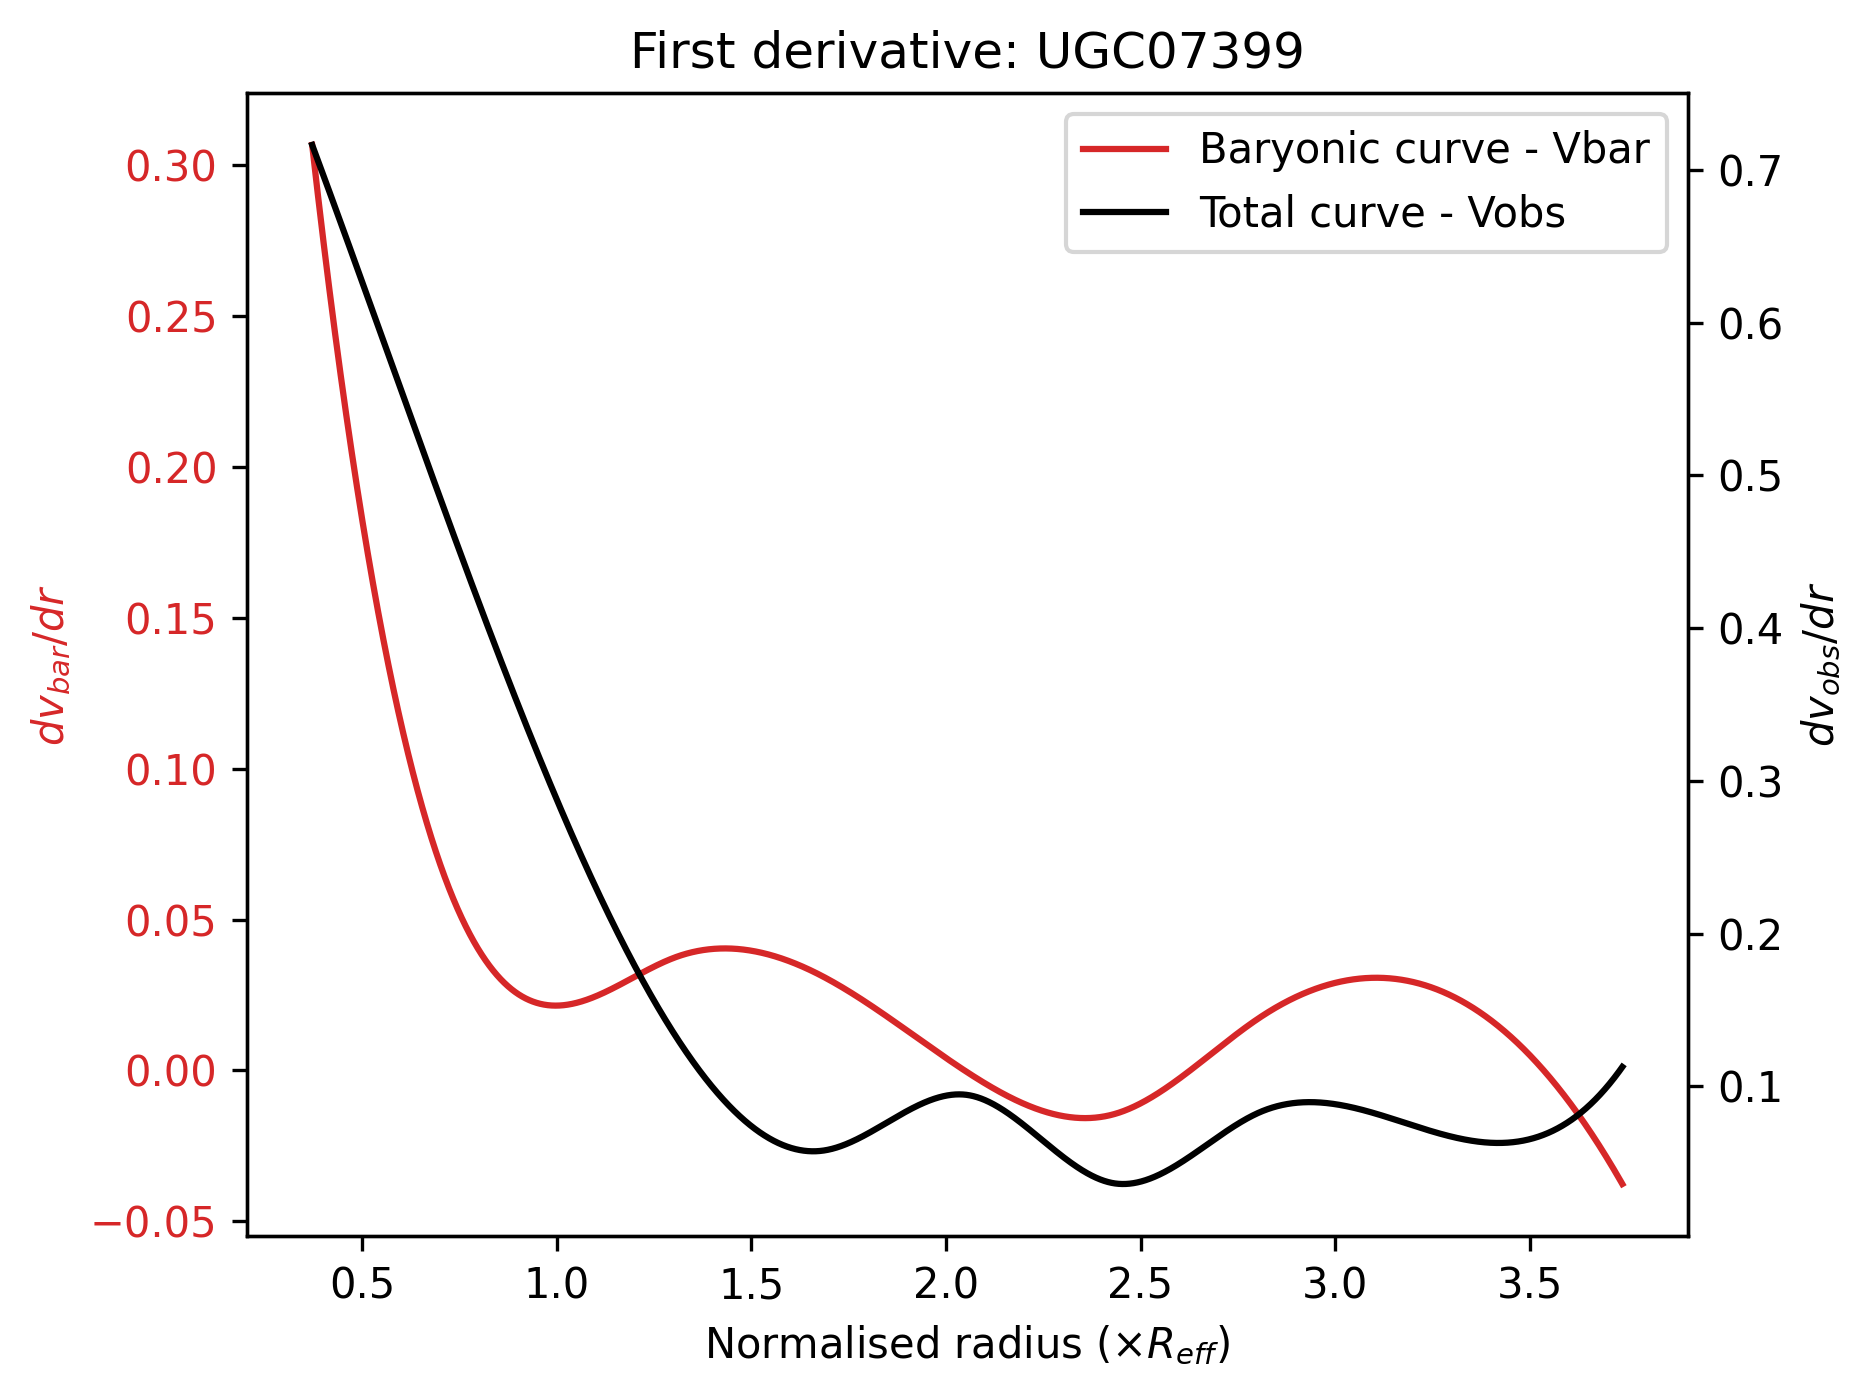 First derivative: UGC07399
Baryonic curve - Vbar
Total curve - Vobs
0.30
0.25
0.20
0.15
0.10
0.05
0.00
−0.05
dv_bar/dr
0.7
0.6
0.5
0.4
0.3
0.2
0.1
dv_obs/dr
0.5 1.0 1.5 2.0 2.5 3.0 3.5
Normalised radius (×R_eff)